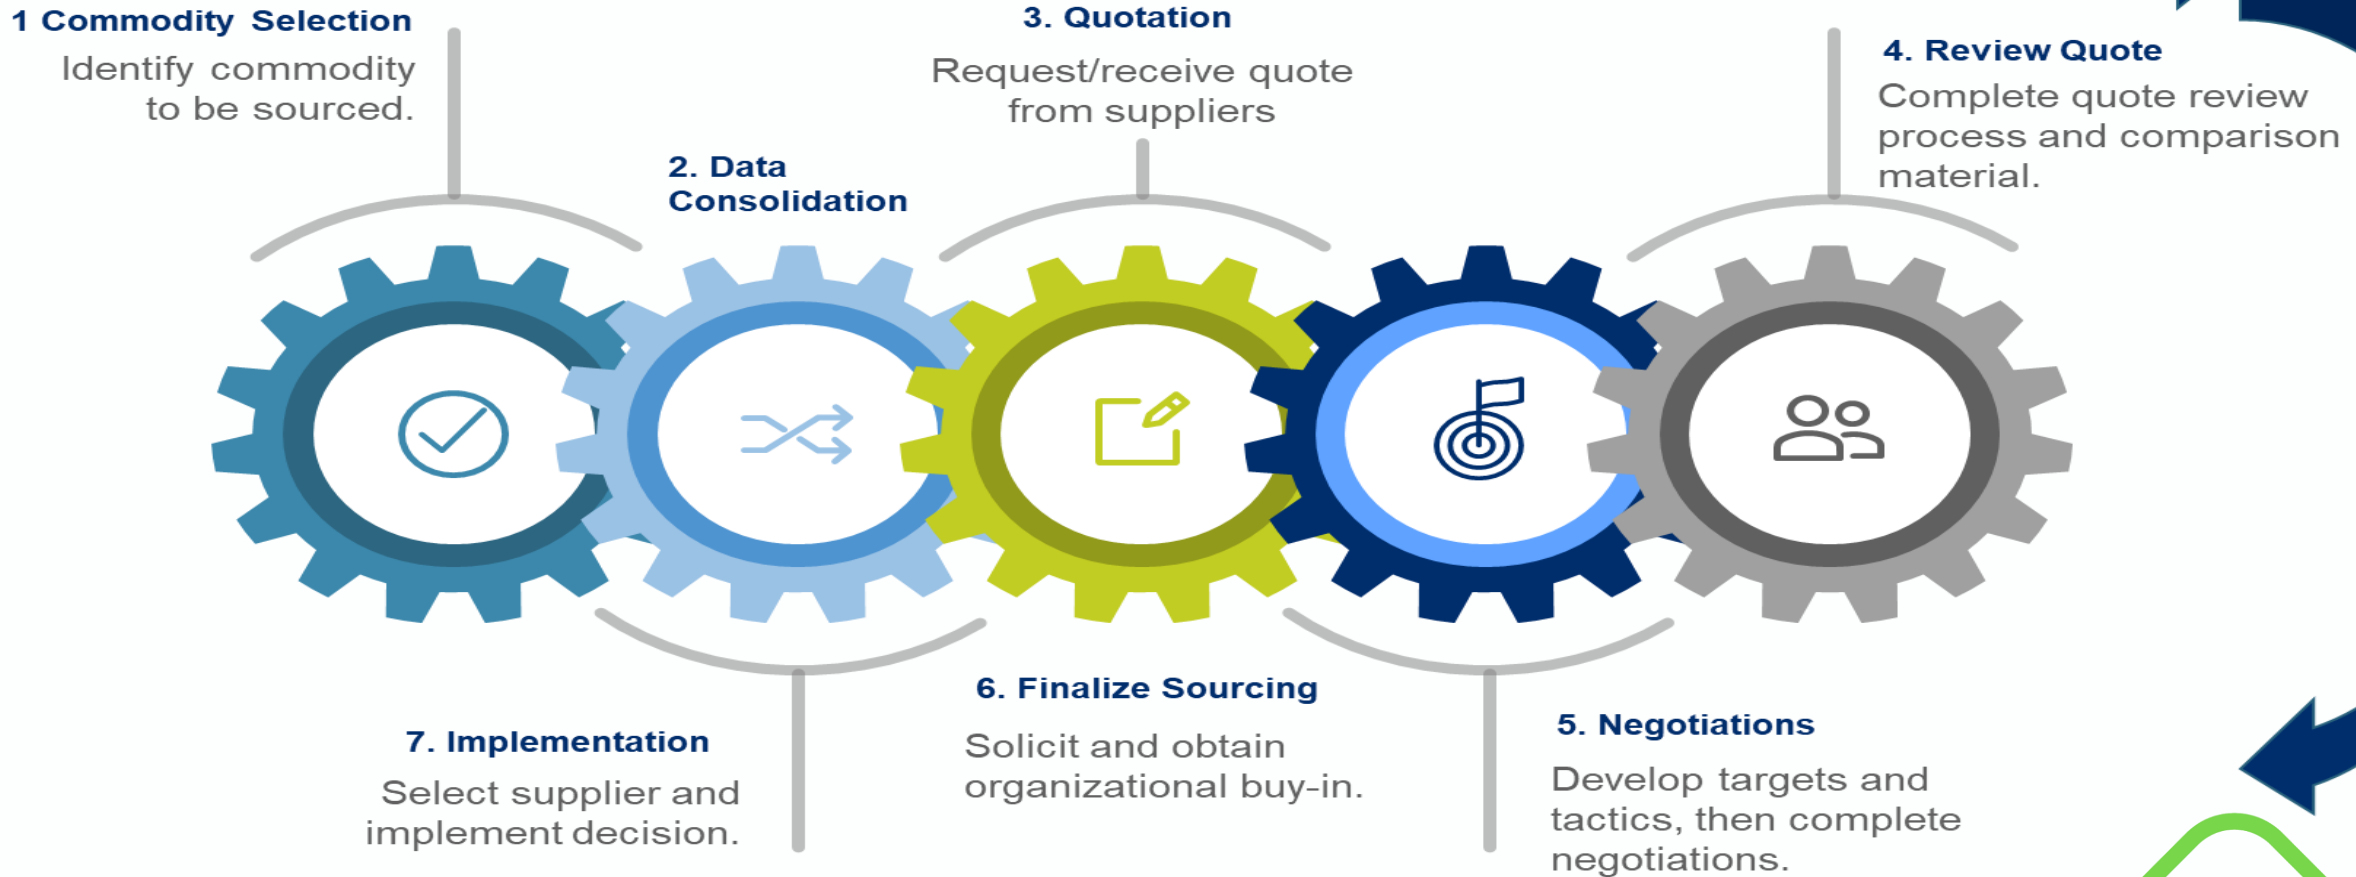 1 Commodity Selection
Identify commodity
to be sourced.
2. Data
Consolidation
3. Quotation
Request/receive quote
from suppliers
4. Review Quote
Complete quote review
process and comparison
material.
5. Negotiations
Develop targets and
tactics, then complete
negotiations.
6. Finalize Sourcing
Solicit and obtain
organizational buy-in.
7. Implementation
Select supplier and
implement decision.